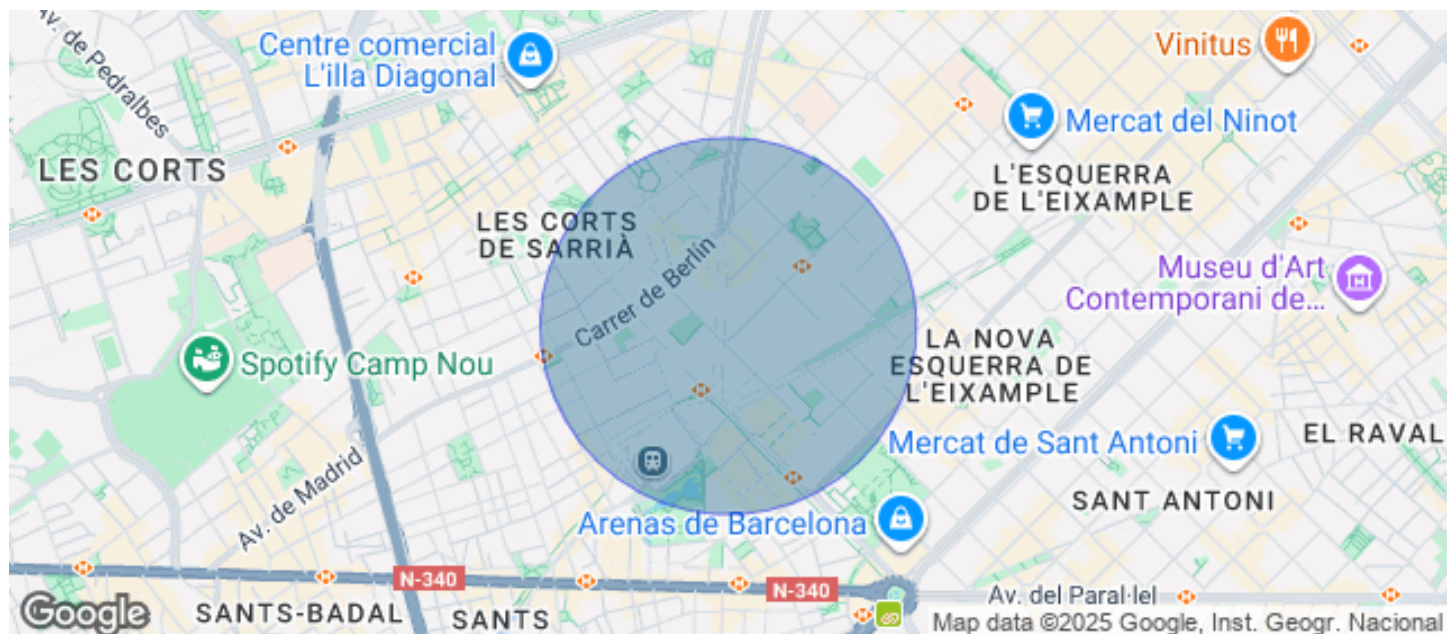 Av. de Pedralbes
Centre comercial
L'illa Diagonal
Vinitus
Mercat del Ninot
LES CORTS
L'ESQUERRA
DE L'EIXAMPLE
LES CORTS
DE SARRIÀ
Carrer de Berlín
Museu d'Art
Contemporani de...
Spotify Camp Nou
LA NOVA
ESQUERRA DE
L'EIXAMPLE
Mercat de Sant Antoni
EL RAVAL
Av. de Madrid
SANT ANTONI
Arenas de Barcelona
N-340
N-340
Av. del Paral·lel
Google
SANTS-BADAL
SANTS
Map data ©2025 Google, Inst. Geogr. Nacional